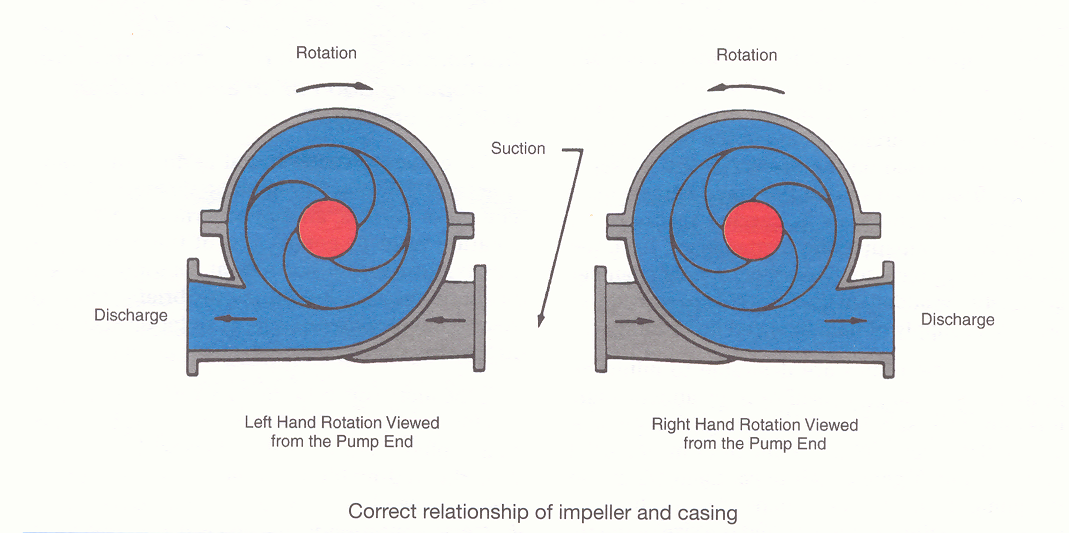 Rotation
Rotation
Suction
Discharge
Discharge
Left Hand Rotation Viewed
from the Pump End
Right Hand Rotation Viewed
from the Pump End
Correct relationship of impeller and casing